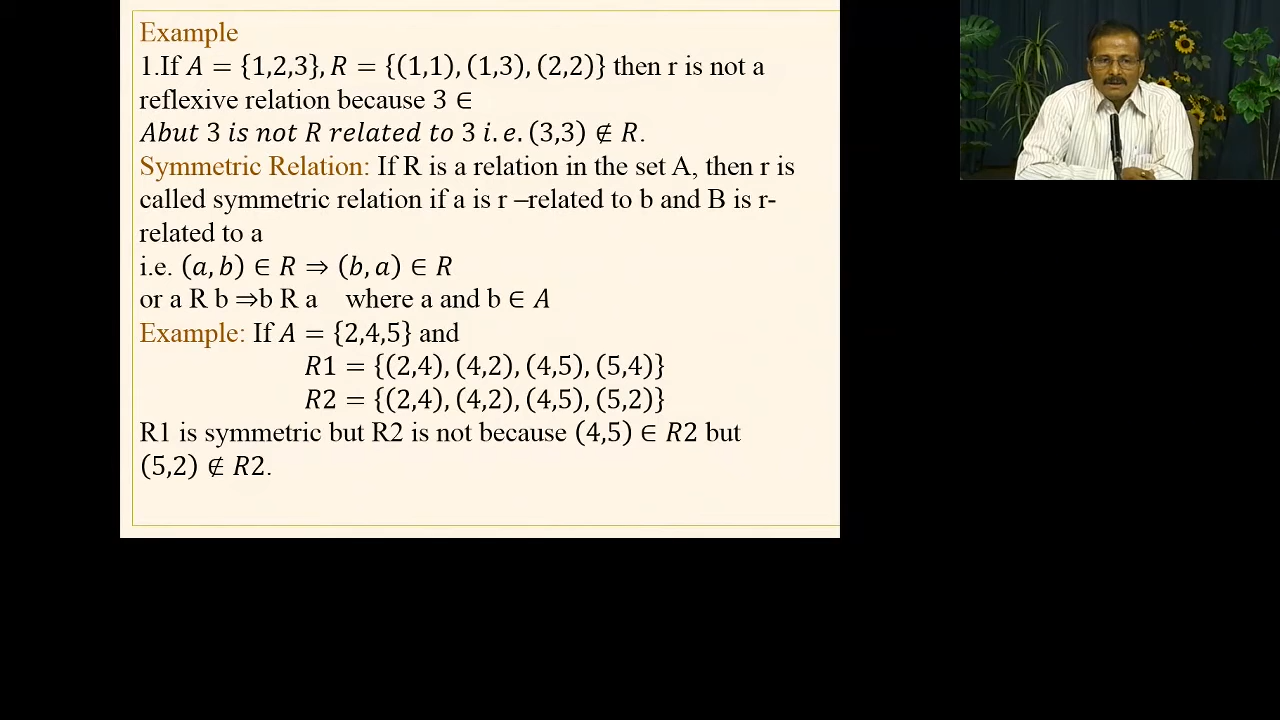 Example
1.If A = {1,2,3}, R = {(1,1), (1,3), (2,2)} then r is not a
reflexive relation because 3 ∈
Abut 3 is not R related to 3 i.e. (3,3) ∉ R.
Symmetric Relation: If R is a relation in the set A, then r is
called symmetric relation if a is r –related to b and B is r-
related to a
i.e. (a, b) ∈ R ⇒ (b, a) ∈ R
or a R b ⇒b R a where a and b ∈ A
Example: If A = {2,4,5} and
R1 = {(2,4), (4,2), (4,5), (5,4)}
R2 = {(2,4), (4,2), (4,5), (5,2)}
R1 is symmetric but R2 is not because (4,5) ∈ R2 but
(5,2) ∉ R2.